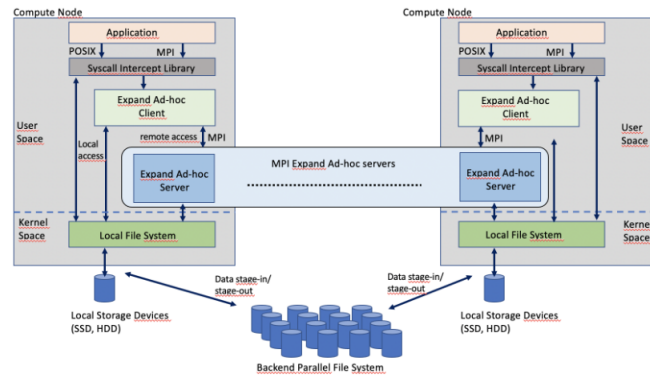 Compute Node
Application
POSIX
MPI
Syscall Intercept Library
Expand Ad-hoc
Client
User
Space
Local
access
remote access
MPI
Expand Ad-hoc
Server
Kernel
Space
Local File System
Local Storage Devices
(SSD, HDD)
MPI Expand Ad-hoc servers
Data stage-in/
stage-out
Data stage-in/
stage-out
Backend Parallel File System
Compute Node
Application
POSIX
MPI
Syscall Intercept Library
Expand Ad-hoc
Client
User
Space
MPI
Expand Ad-hoc
Server
Kernel
Space
Local File System
Local Storage Devices
(SSD, HDD)